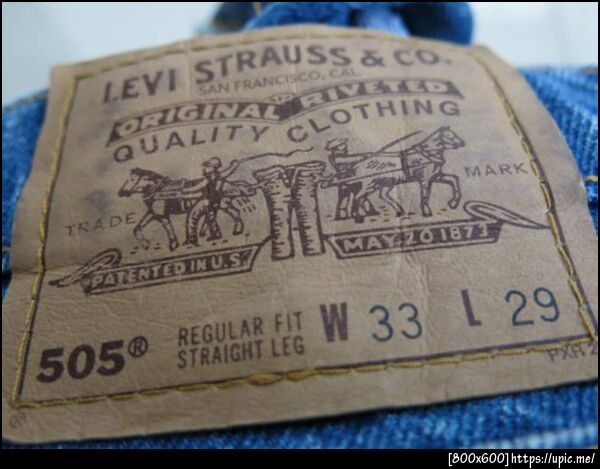 LEVI STRAUSS & CO.
SAN FRANCISCO, CAL.
ORIGINAL RIVETED
QUALITY CLOTHING
TRADE MARK
PATENTED IN U.S. MAY 20 1873
505® REGULAR FIT STRAIGHT LEG W 33 L 29
[800x600]https://upic.me/